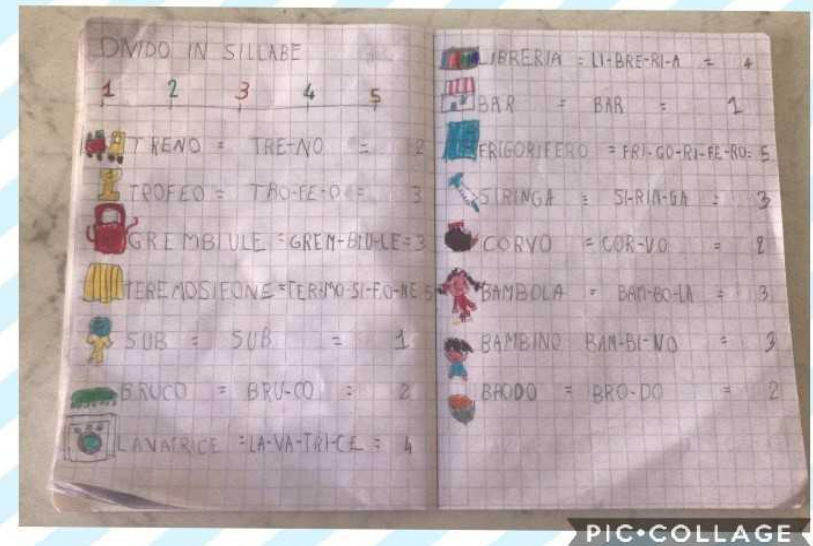 DIVIDO IN SILLABE
1 2 3 4 5
TRENO = TRE-NO = 2
TROFEO = TRO-FE-O = 3
GREMBIULE = GREM-BIU-LE = 3
TEREMOSIFONE = TER-MO-SI-FO-NE 5
SUB = SUB = 1
BRUCO = BRU-CO = 2
LAVATRICE = LA-VA-TRI-CE = 4
LIBRERIA = LI-BRE-RI-A = 4
BAR = BAR = 1
FRIGORIFERO = FRI-GO-RI-FE-RO = 5
SIRINGA = SI-RIN-GA = 3
CORVO = COR-VO = 2
BAMBOLA = BAM-BO-LA = 3
BAMBINO BAM-BI-NO = 3
BRODO = BRO-DO = 2
PIC•COLLAGE